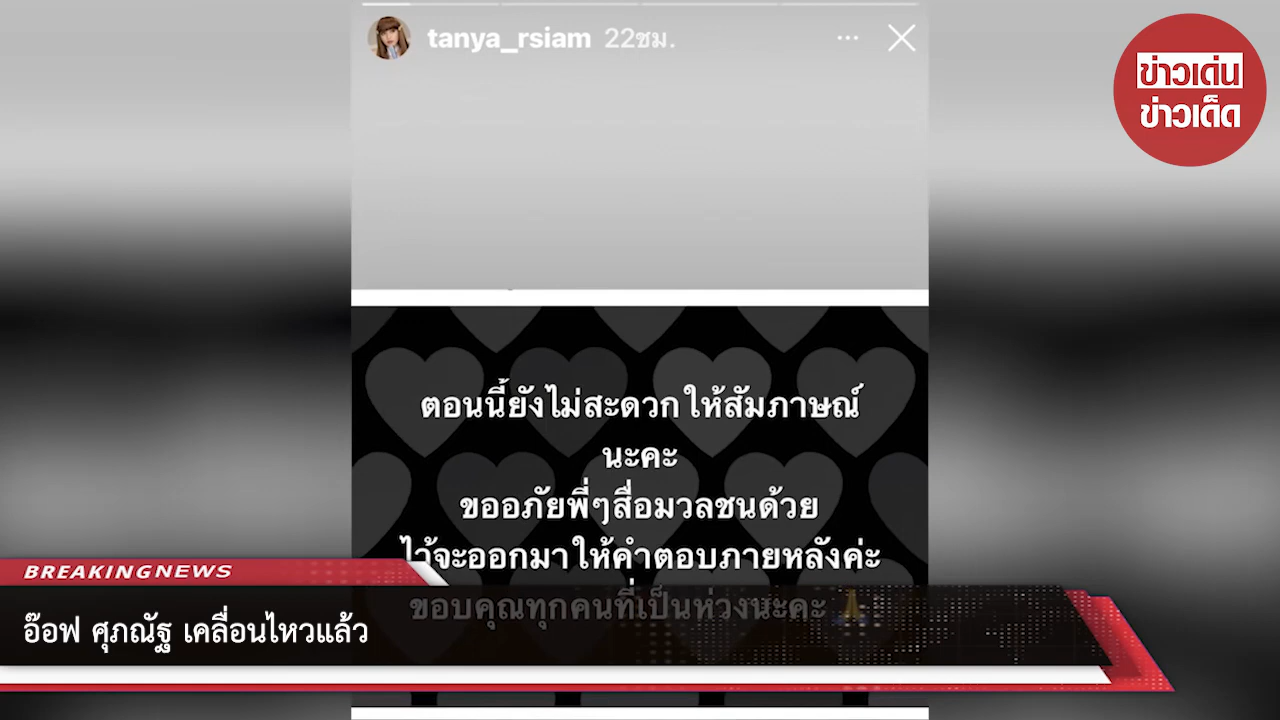 tanya_rsiam 22ชม.
ข่าวเด่น
ข่าวเด็ด
ตอนนี้ยังไม่สะดวกให้สัมภาษณ์
นะคะ
ขออภัยพี่ๆสื่อมวลชนด้วย
ไว้จะออกมาให้คำตอบภายหลังค่ะ
ขอบคุณทุกคนที่เป็นห่วงนะคะ 🙏
BREAKINGNEWS
อ๊อฟ ศุภณัฐ เคลื่อนไหวแล้ว